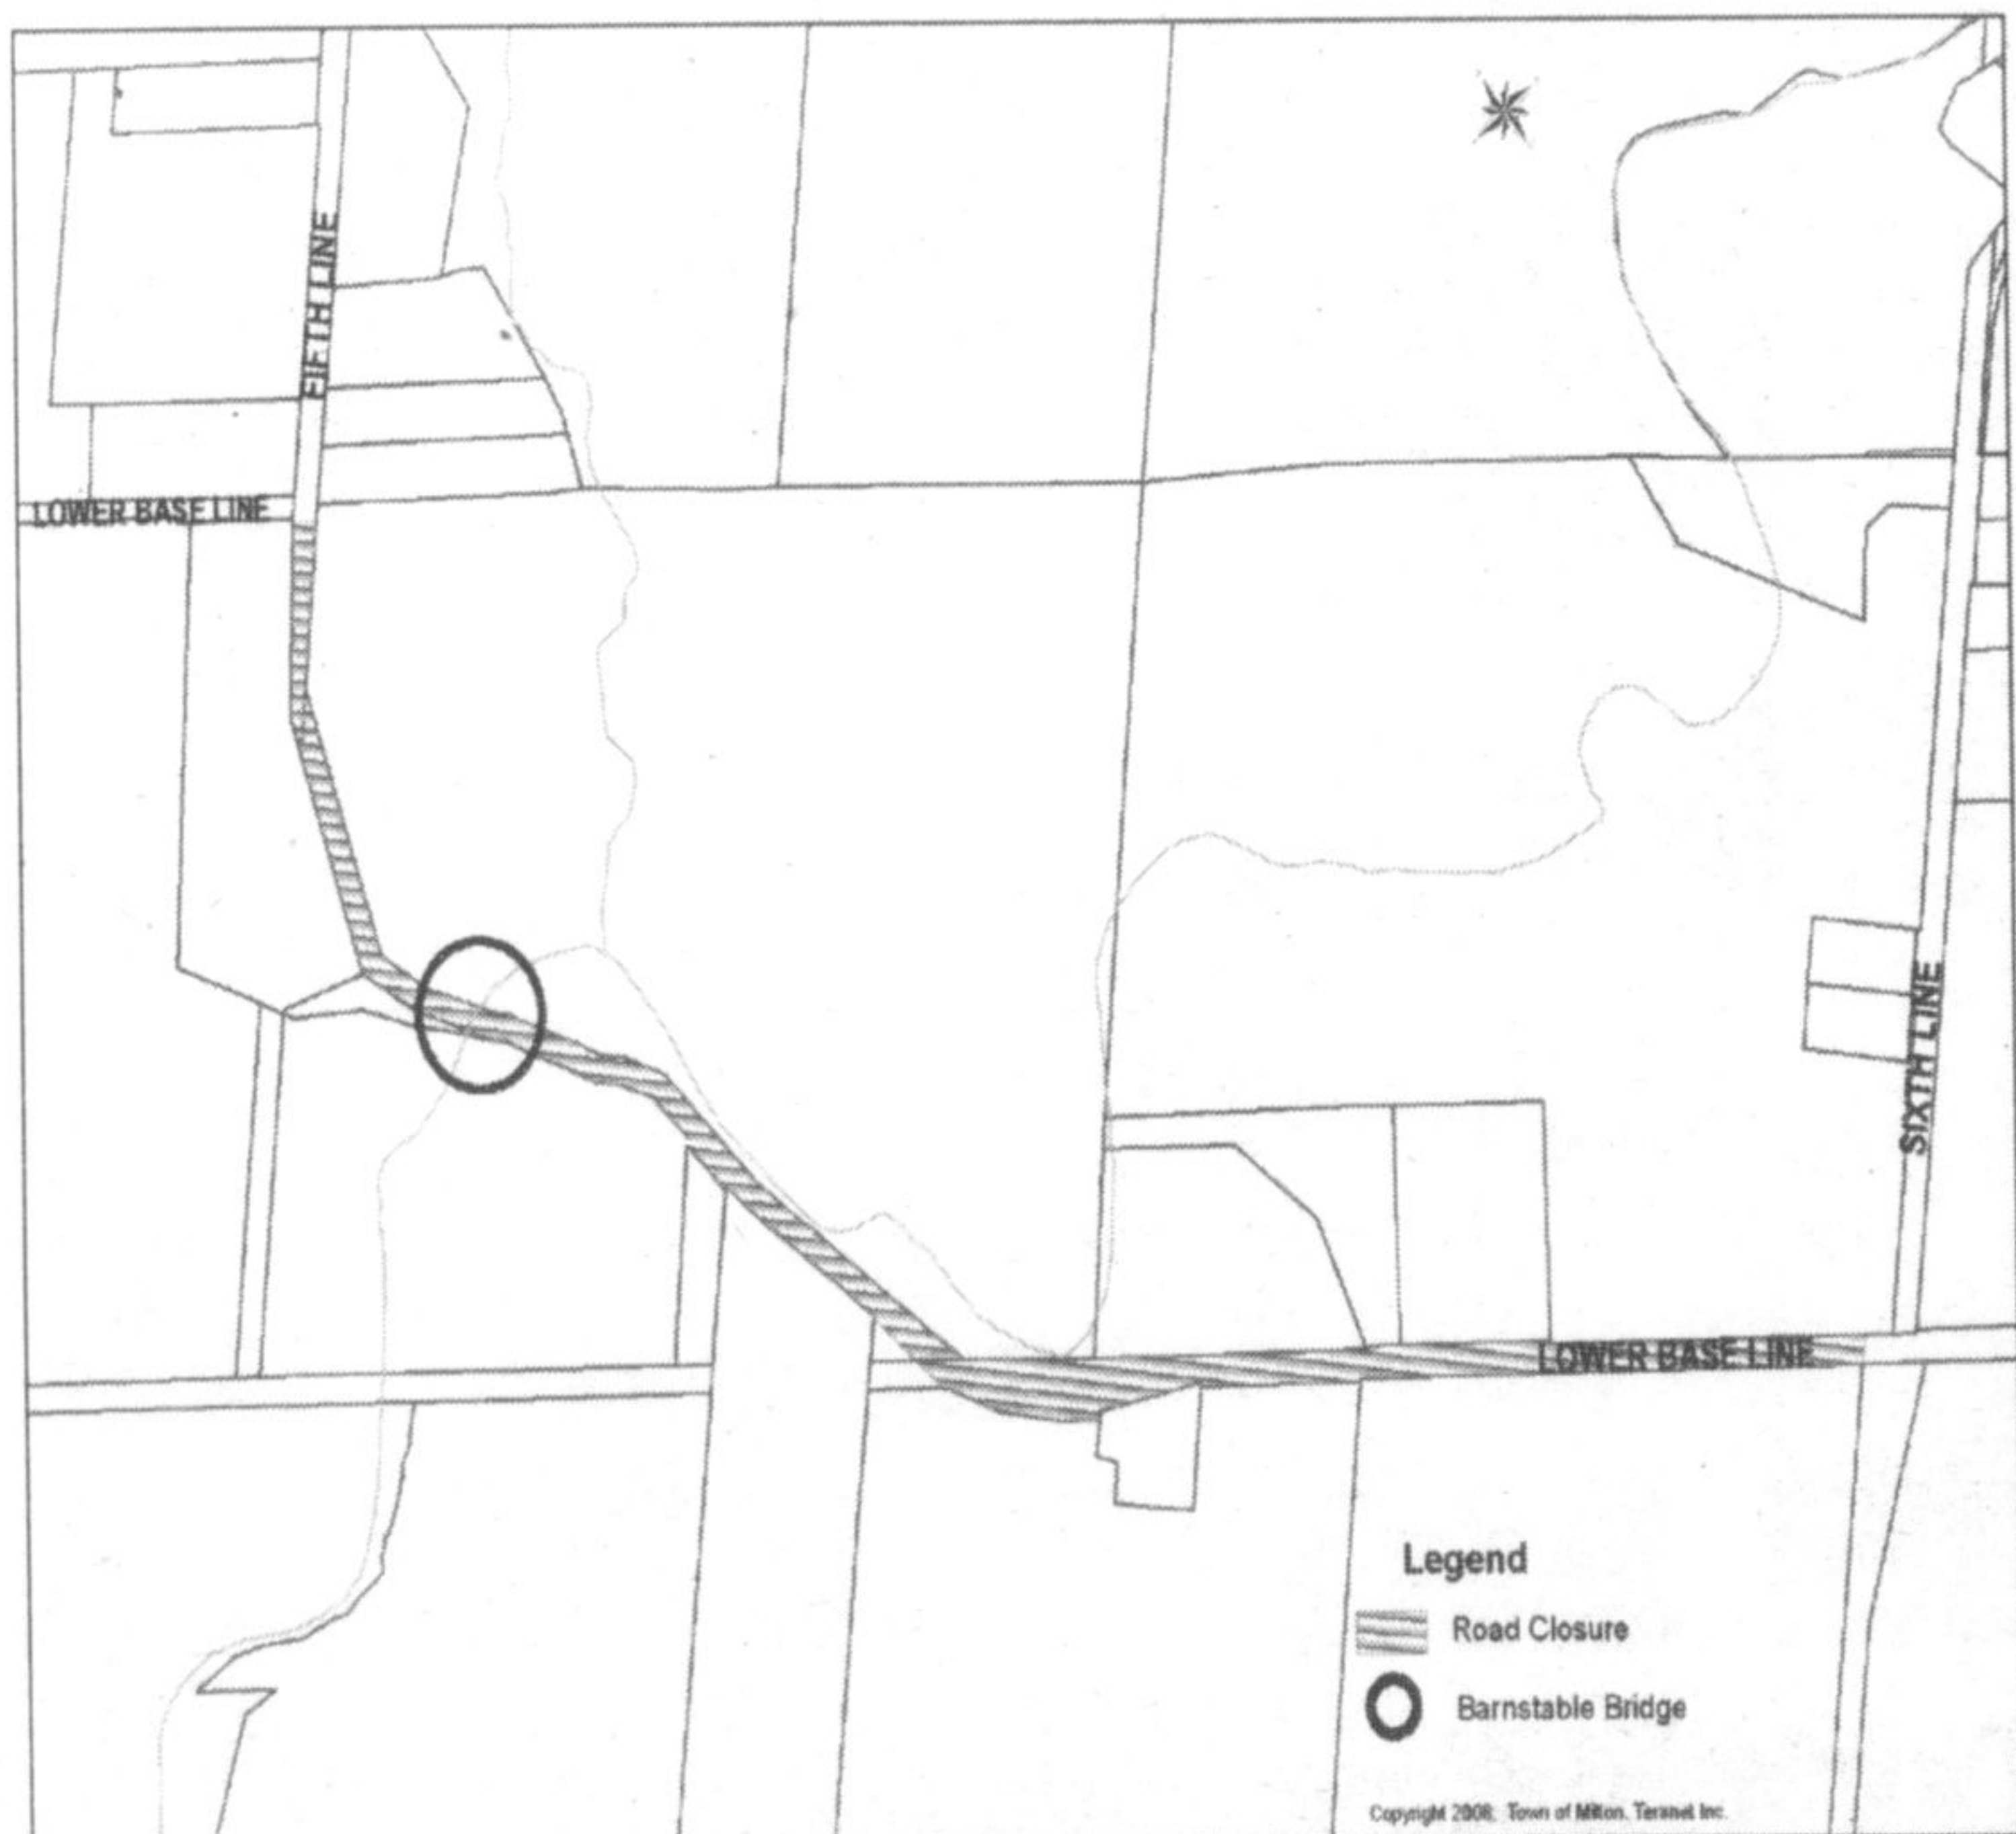 FIFTH LINE
LOWER BASE LINE
SIXTH LINE
LOWER BASE LINE
Legend
Road Closure
Barnstable Bridge
Copyright 2008: Town of Milton, Teranet Inc.